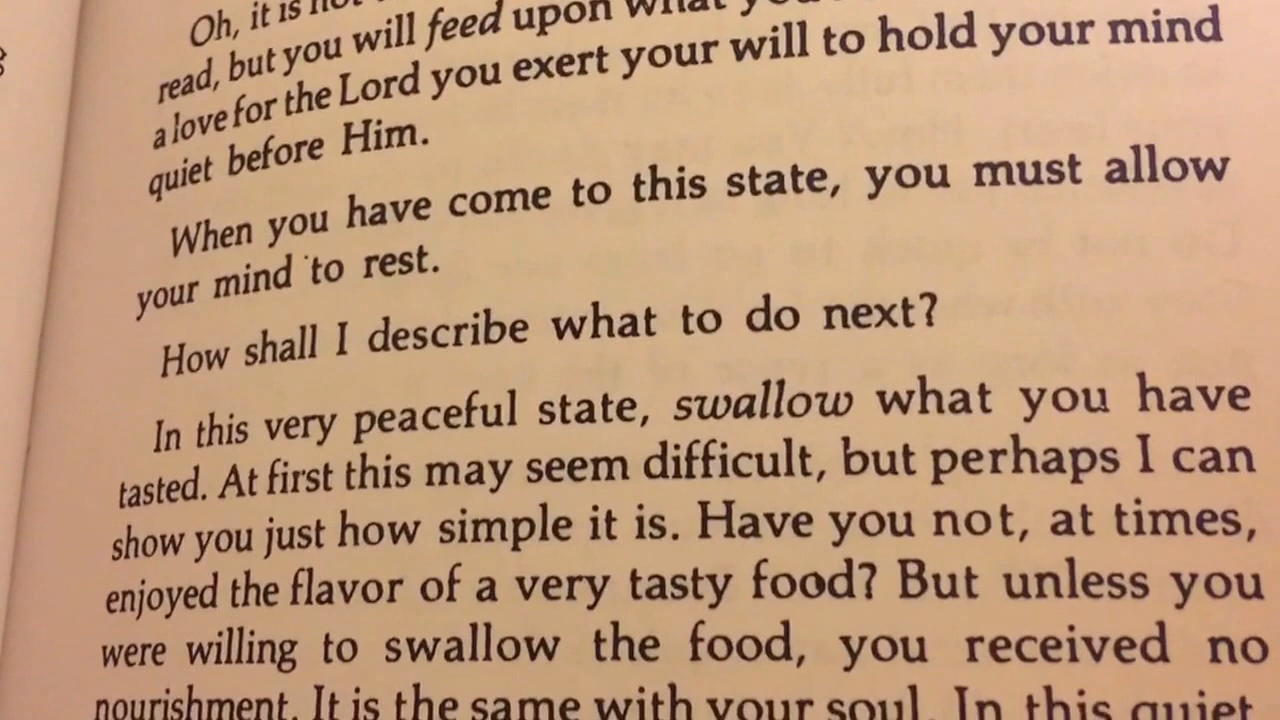 Oh, it is
read, but you will feed upon what
a love for the Lord you exert your will to hold your mind
quiet before Him.
When you have come to this state, you must allow
your mind to rest.
How shall I describe what to do next?
In this very peaceful state, swallow what you have
tasted. At first this may seem difficult, but perhaps I can
show you just how simple it is. Have you not, at times,
enjoyed the flavor of a very tasty food? But unless you
were willing to swallow the food, you received no
nourishment. It is the same with your soul. In this quiet